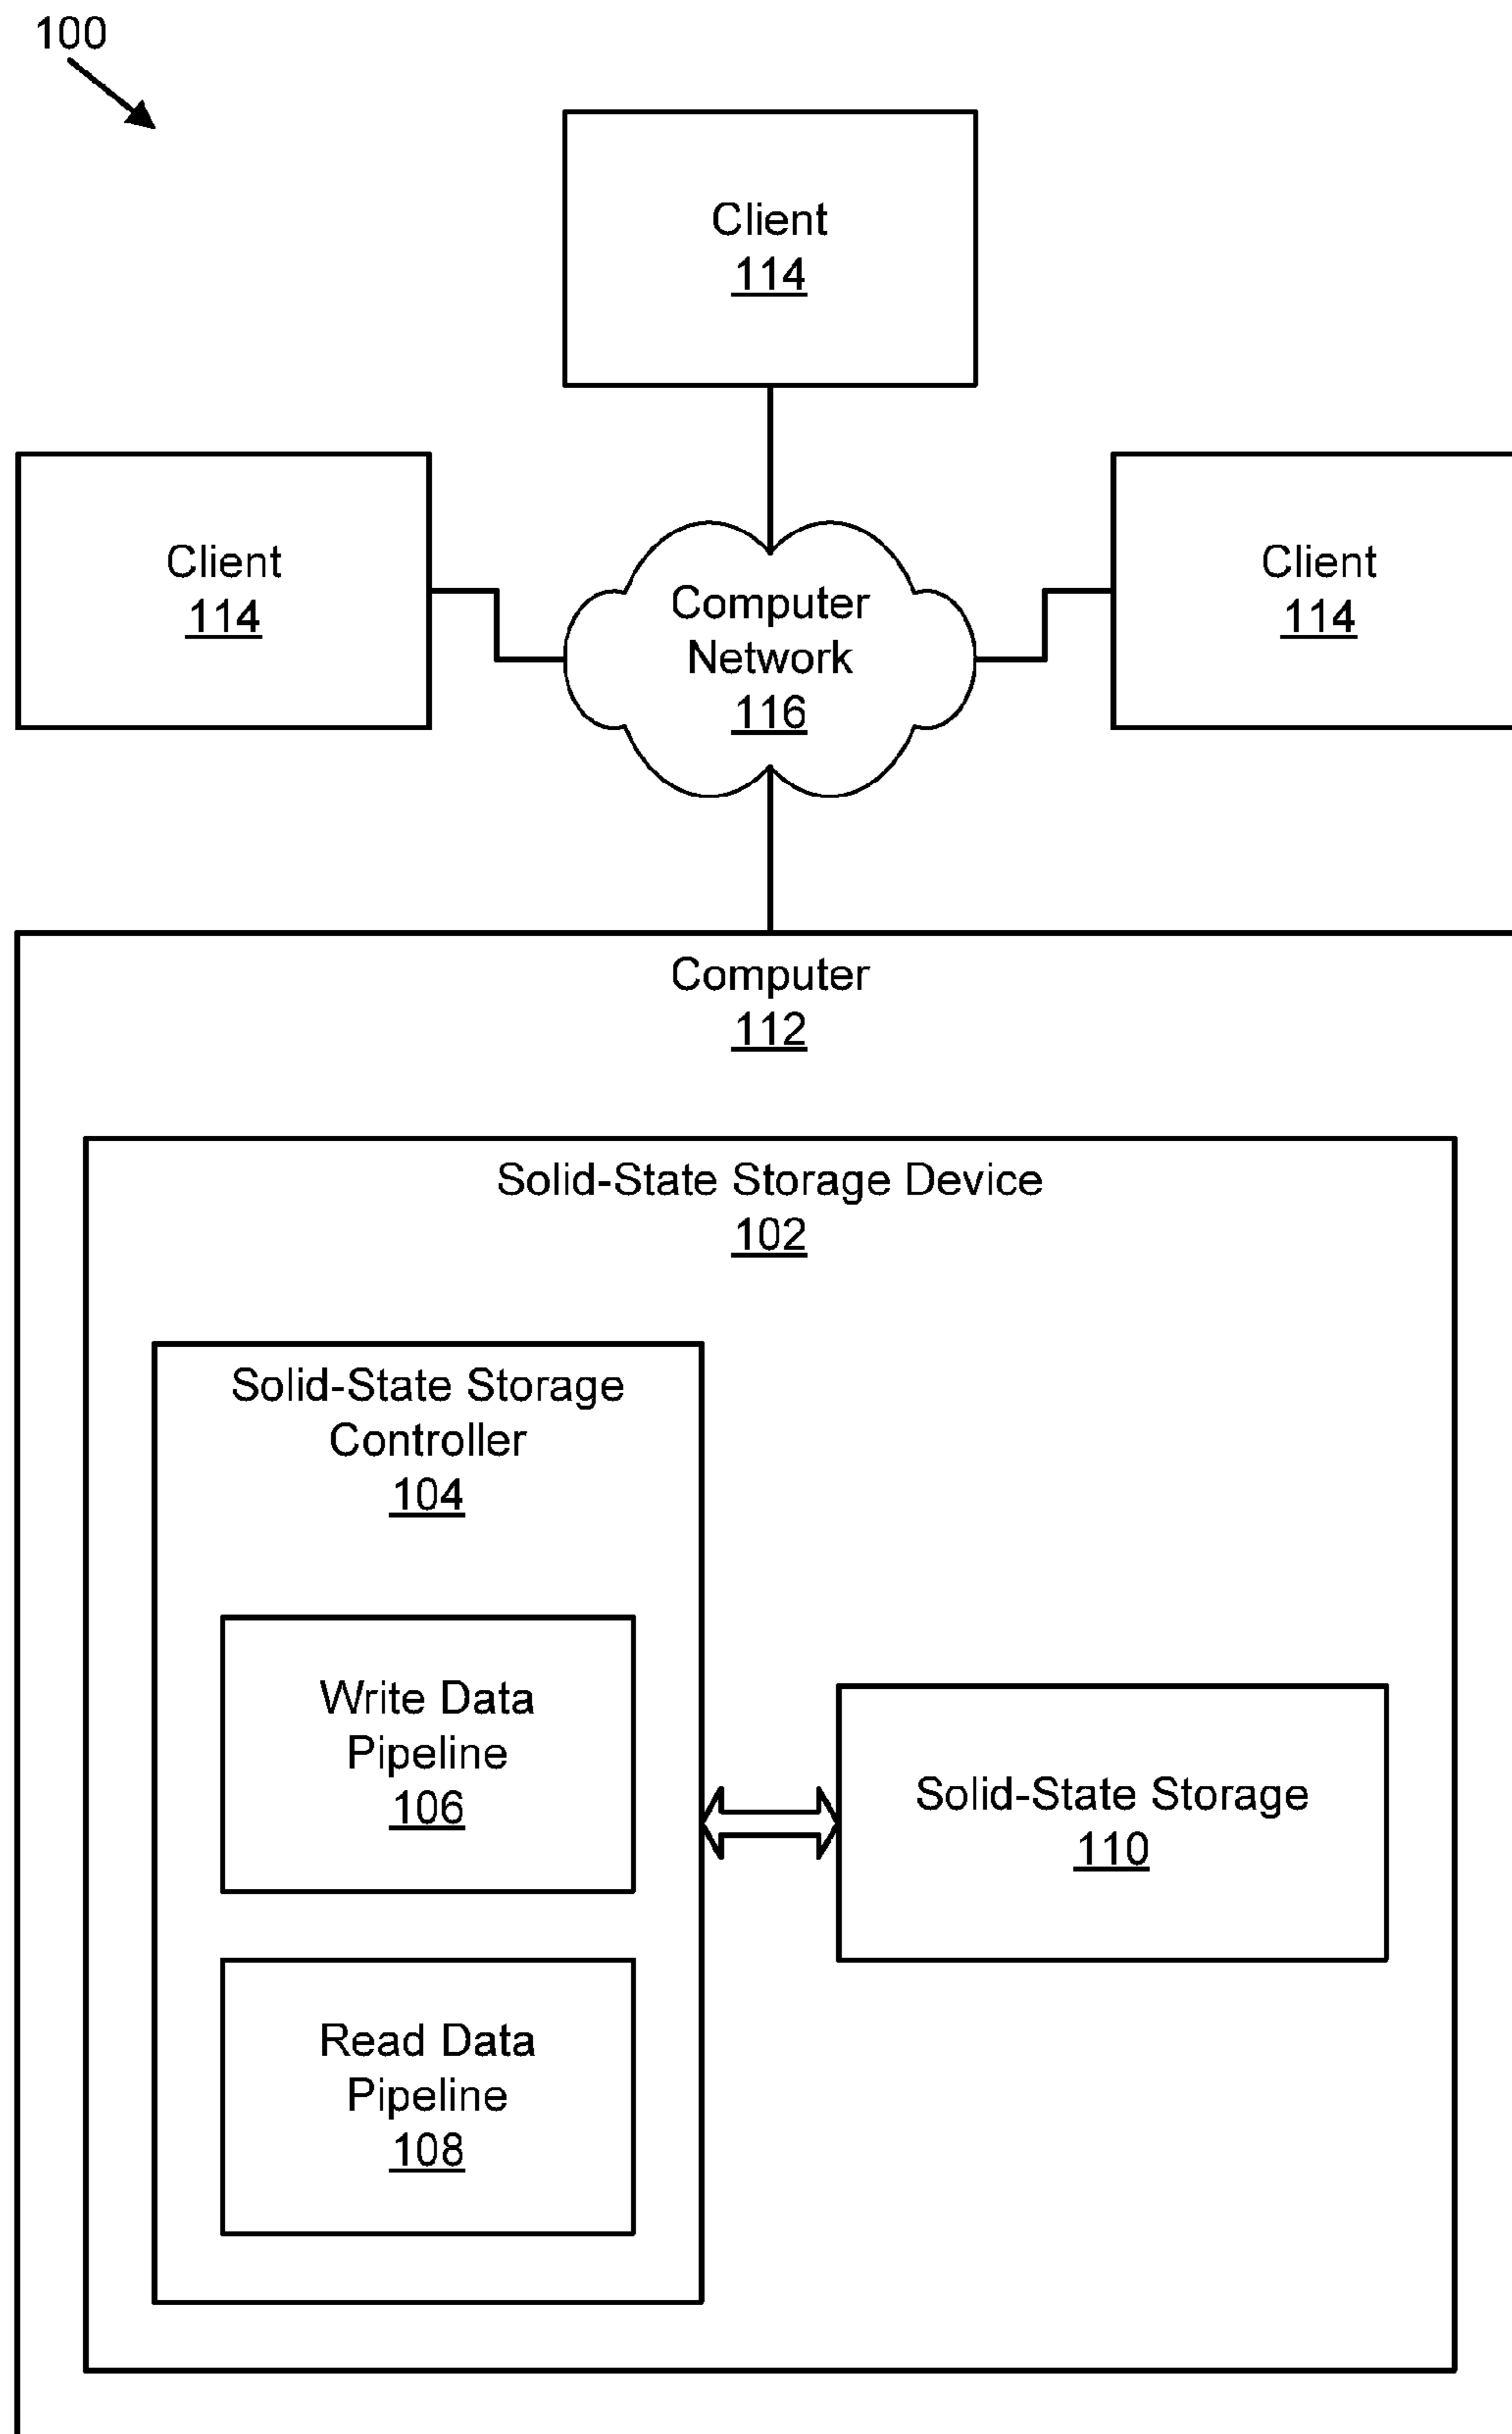 100
Client
114
Client
114
Client
114
Computer
Network
116
Computer
112
Solid-State Storage Device
102
Solid-State Storage
Controller
104
Write Data
Pipeline
106
Solid-State Storage
110
Read Data
Pipeline
108